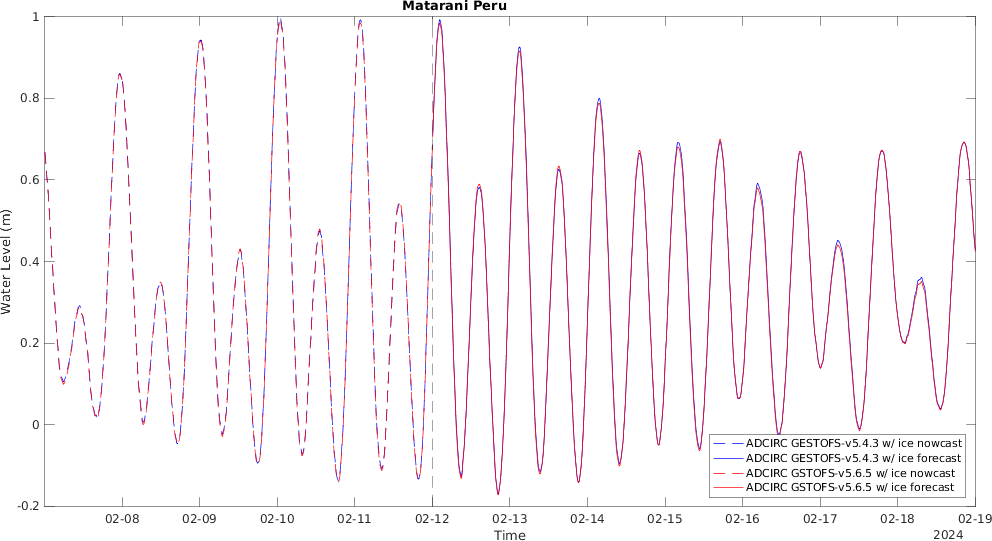 Matarani Peru
1
0.8
0.6
0.4
0.2
0
-0.2
Water Level (m)
02-08 02-09 02-10 02-11 02-12 02-13 02-14 02-15 02-16 02-17 02-18 02-19
Time
2024
ADCIRC GESTOFS-v5.4.3 w/ ice nowcast
ADCIRC GESTOFS-v5.4.3 w/ ice forecast
ADCIRC GSTOFS-v5.6.5 w/ ice nowcast
ADCIRC GSTOFS-v5.6.5 w/ ice forecast